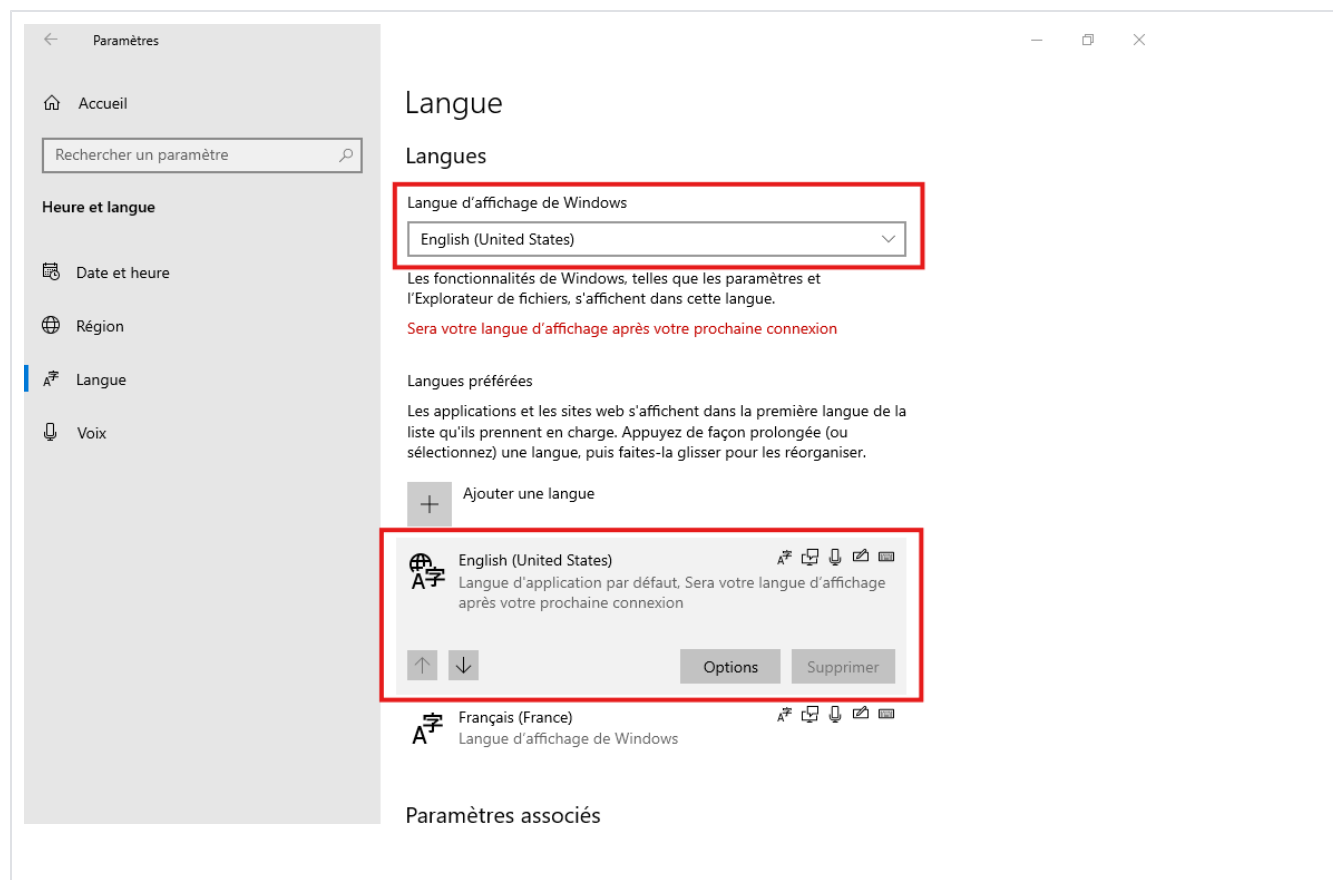 Paramètres
Accueil
Rechercher un paramètre
Heure et langue
Date et heure
Région
Langue
Voix
Langue
Langues
Langue d'affichage de Windows
English (United States)
Les fonctionnalités de Windows, telles que les paramètres et
l'Explorateur de fichiers, s'affichent dans cette langue.
Sera votre langue d'affichage après votre prochaine connexion
Langues préférées
Les applications et les sites web s'affichent dans la première langue de la
liste qu'ils prennent en charge. Appuyez de façon prolongée (ou
sélectionnez) une langue, puis faites-la glisser pour les réorganiser.
Ajouter une langue
English (United States)
Langue d'application par défaut, Sera votre langue d'affichage
après votre prochaine connexion
Options
Supprimer
Français (France)
Langue d'affichage de Windows
Paramètres associés